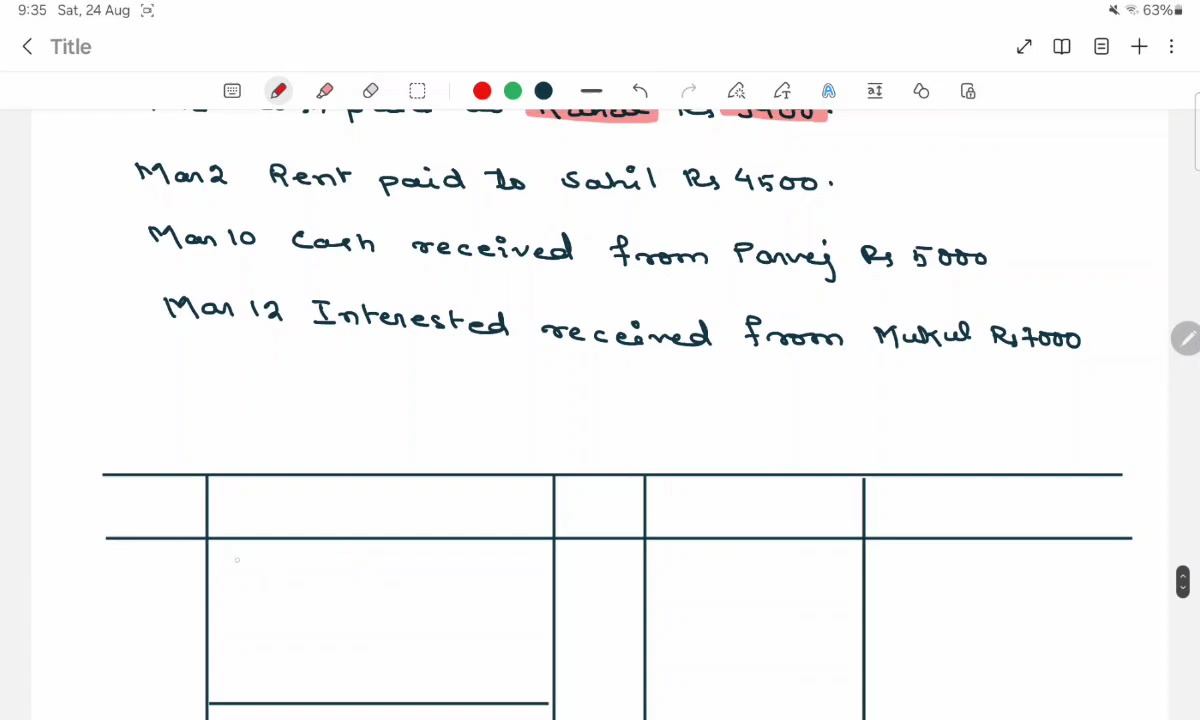 9:35 Sat, 24 Aug 63%
Title
Rs
Mar 2 Rent paid to Sahil Rs 4500.
Mar 10 Cash received from Parvej Rs 5000
Mar 12 Interested received from Mukul Rs 7000